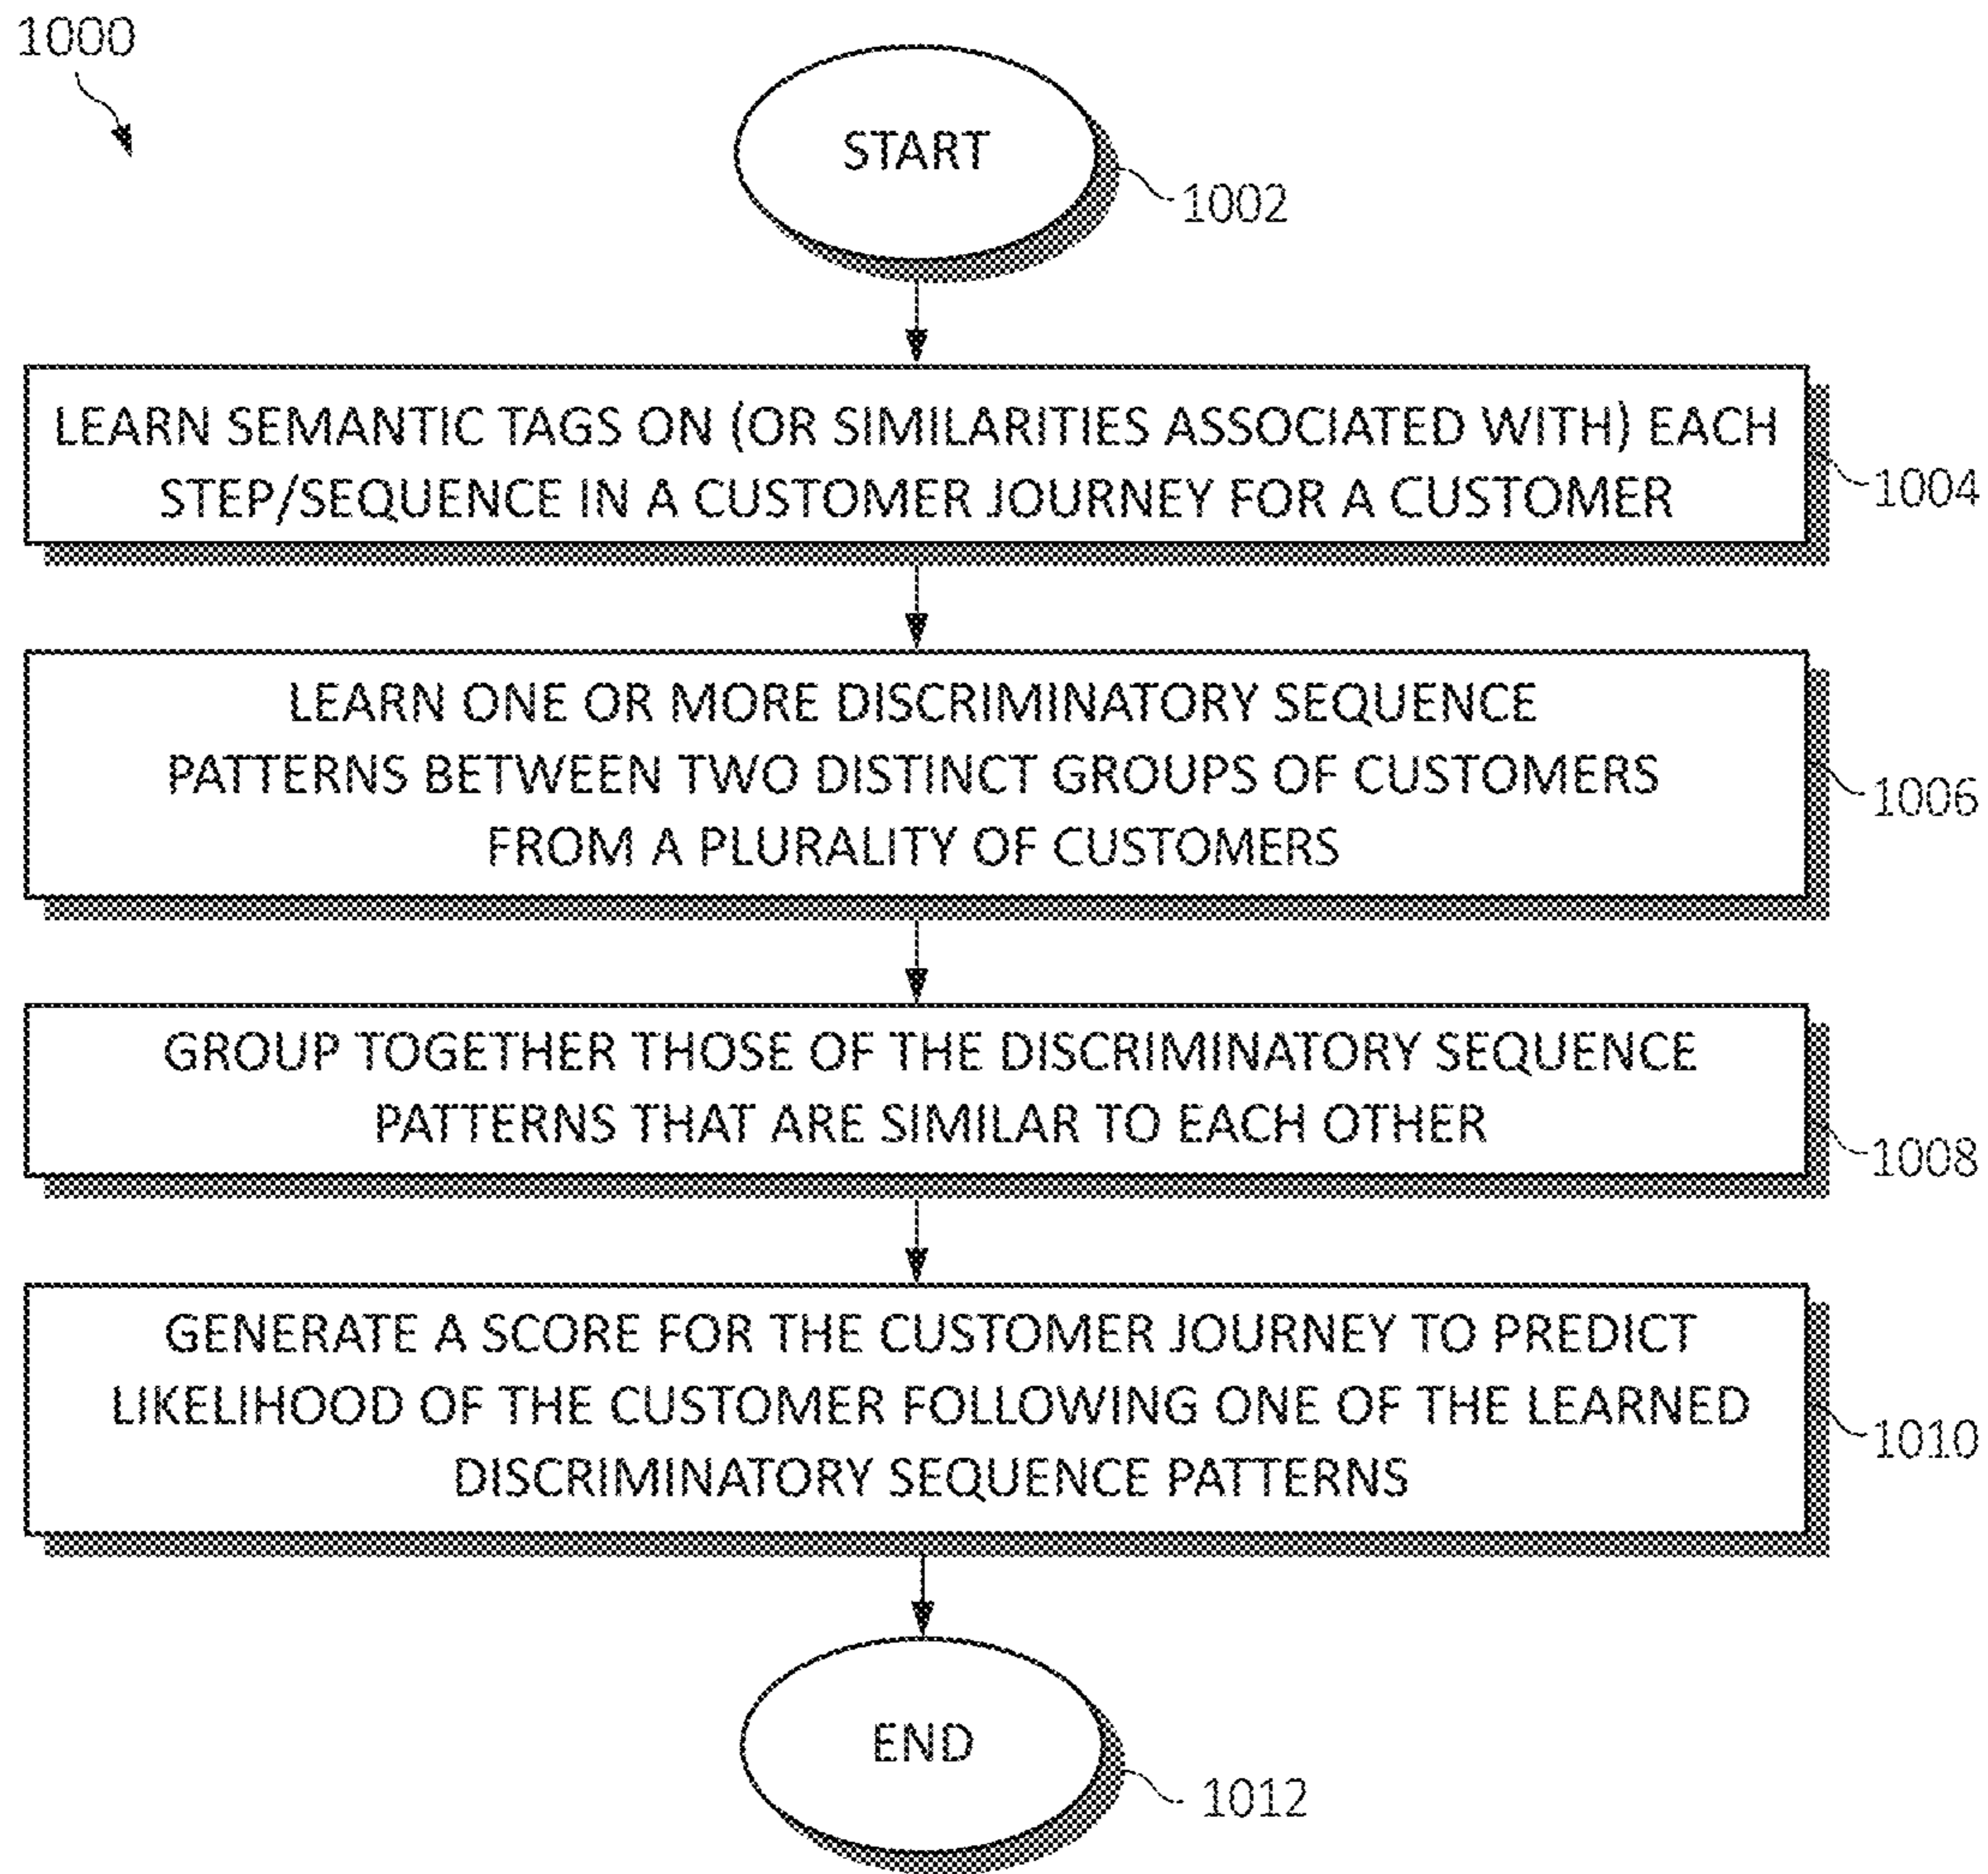 1000
START
1002
LEARN SEMANTIC TAGS ON (OR SIMILARITIES ASSOCIATED WITH) EACH
STEP/SEQUENCE IN A CUSTOMER JOURNEY FOR A CUSTOMER
1004
LEARN ONE OR MORE DISCRIMINATORY SEQUENCE
PATTERNS BETWEEN TWO DISTINCT GROUPS OF CUSTOMERS
FROM A PLURALITY OF CUSTOMERS
1006
GROUP TOGETHER THOSE OF THE DISCRIMINATORY SEQUENCE
PATTERNS THAT ARE SIMILAR TO EACH OTHER
1008
GENERATE A SCORE FOR THE CUSTOMER JOURNEY TO PREDICT
LIKELIHOOD OF THE CUSTOMER FOLLOWING ONE OF THE LEARNED
DISCRIMINATORY SEQUENCE PATTERNS
1010
END
1012